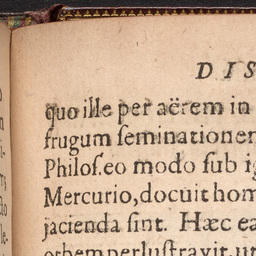 DIS
quo ille per aërem in
frugum ſeminationem
Philoſ. eo modo ſub ig
Mercurio, docuit hom
jacienda ſint. Hæc ea
orbem perluſtravit, ut